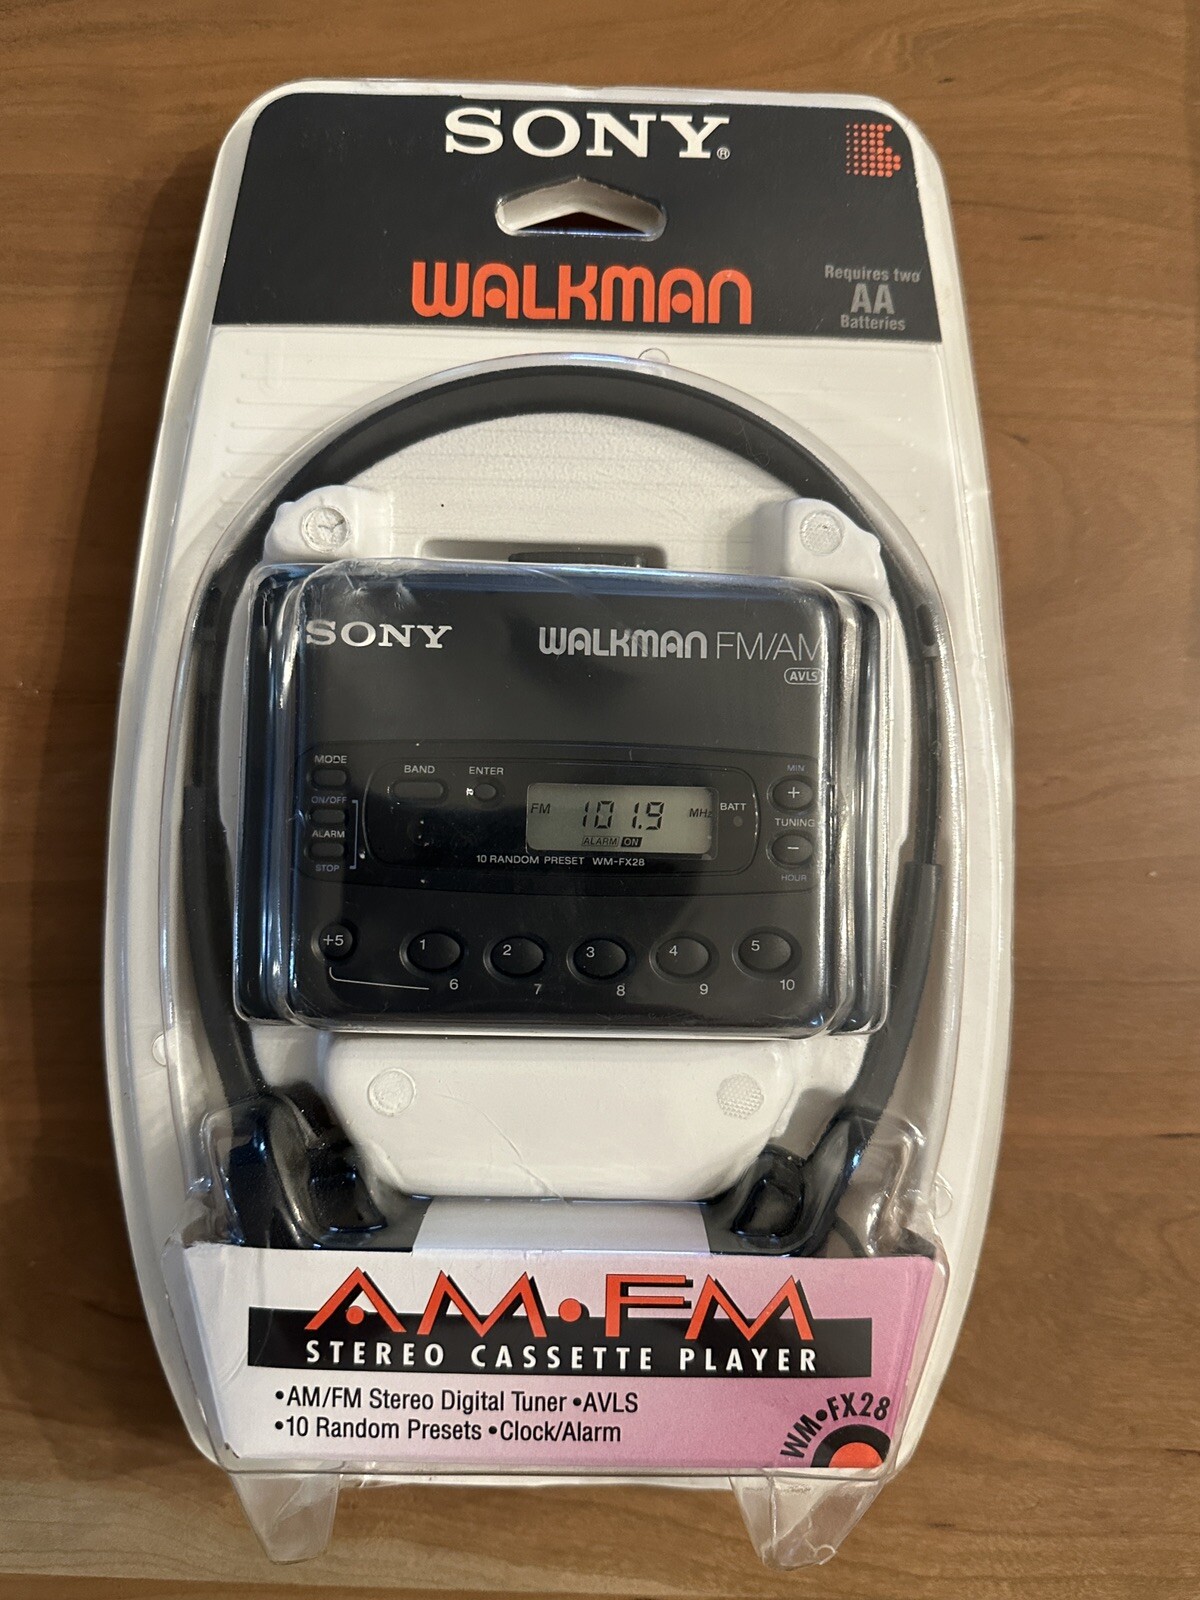 SONY®
WALKMAN
Requires two
AA
Batteries
SONY
WALKMAN FM/AM
AVLS
MODE
BAND
ENTER
MIN
+
ON/OFF
FM 101.9 MHz
BATT
TUNING
ALARM
ALARM ON
−
STOP
10 RANDOM PRESET WM-FX28
HOUR
+5
1
2
3
4
5
6
7
8
9
10
AM•FM
STEREO CASSETTE PLAYER
•AM/FM Stereo Digital Tuner •AVLS
•10 Random Presets •Clock/Alarm
WM•FX28